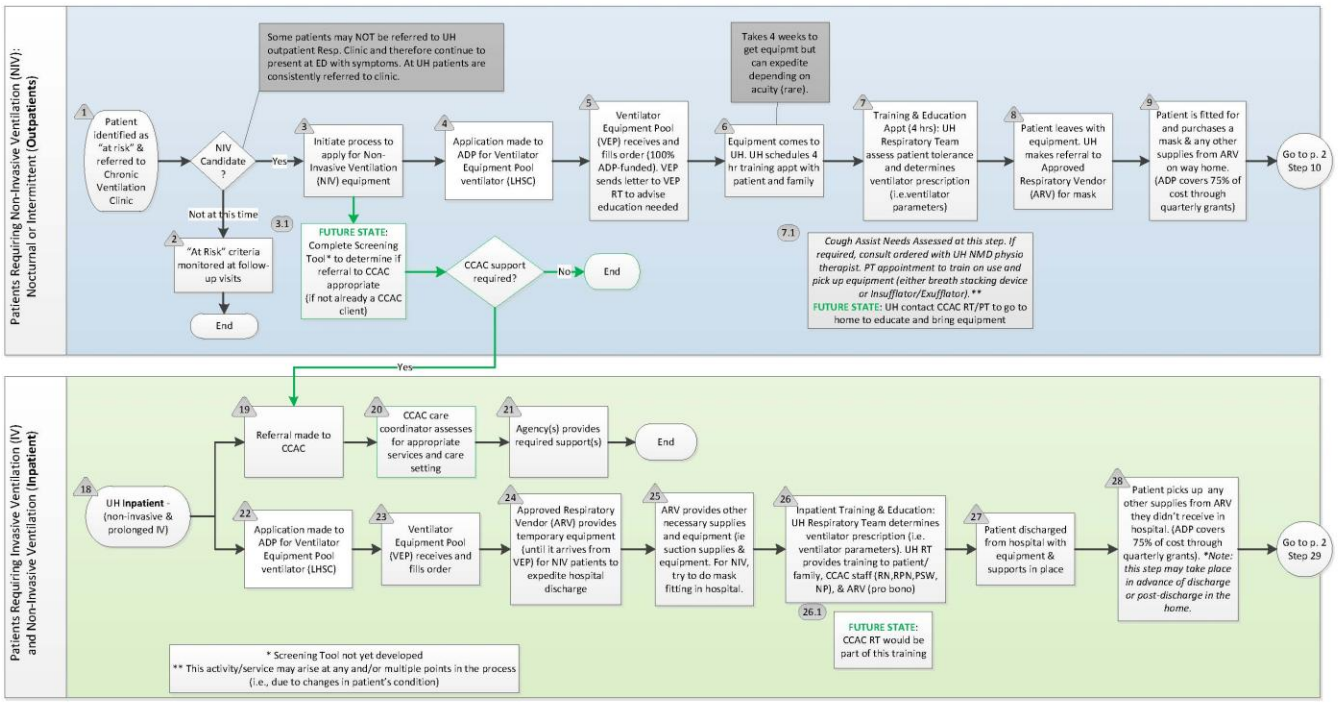 Patients Requiring Non-Invasive Ventilation (NIV):
Nocturnal or Intermittent (Outpatients)
Some patients may NOT be referred to UH
outpatient Resp. Clinic and therefore continue to
present at ED with symptoms. At UH patients are
consistently referred to clinic.
Takes 4 weeks to
get equipmt but
can expedite
depending on
acuity (rare).
1
Patient
identified as
"at risk" &
referred to
Chronic
Ventilation
Clinic
NIV
Candidate
?
Yes
Not at this time
2
"At Risk" criteria
monitored at follow-
up visits
End
3
Initiate process to
apply for Non-
Invasive Ventilation
(NIV) equipment
3.1
FUTURE STATE:
Complete Screening
Tool* to determine if
referral to CCAC
appropriate
(if not already a CCAC
client)
CCAC support
required?
No
End
Yes
4
Application made to
ADP for Ventilator
Equipment Pool
ventilator (LHSC)
5
Ventilator
Equipment Pool
(VEP) receives and
fills order (100%
ADP-funded). VEP
sends letter to VEP
RT to advise
education needed
6
Equipment comes to
UH. UH schedules 4
hr training appt with
patient and family
7
Training & Education
Appt (4 hrs): UH
Respiratory Team
assess patient tolerance
and determines
ventilator prescription
(i.e.ventilator
parameters)
7.1
Cough Assist Needs Assessed at this step. If
required, consult ordered with UH NMD physio
therapist. PT appointment to train on use and
pick up equipment (either breath stacking device
or Insufflator/Exufflator).**
FUTURE STATE: UH contact CCAC RT/PT to go to
home to educate and bring equipment
8
Patient leaves with
equipment. UH
makes referral to
Approved
Respiratory Vendor
(ARV) for mask
9
Patient is fitted for
and purchases a
mask & any other
supplies from ARV
on way home.
(ADP covers 75% of
cost through
quarterly grants)
Go to p. 2
Step 10
Patients Requiring Invasive Ventilation (IV)
and Non-Invasive Ventilation (Inpatient)
18
UH Inpatient -
(non-invasive &
prolonged IV)
19
Referral made to
CCAC
20
CCAC care
coordinator assesses
for appropriate
services and care
setting
21
Agency(s) provides
required support(s)
End
22
Application made to
ADP for Ventilator
Equipment Pool
ventilator (LHSC)
23
Ventilator
Equipment Pool
(VEP) receives and
fills order
24
Approved Respiratory
Vendor (ARV) provides
temporary equipment
(until it arrives from
VEP) for NIV patients to
expedite hospital
discharge
25
ARV provides other
necessary supplies
and equipment (ie
suction supplies &
equipment. For NIV,
try to do mask
fitting in hospital.
26
Inpatient Training & Education:
UH Respiratory Team determines
ventilator prescription (i.e.
ventilator parameters). UH RT
provides training to patient/
family, CCAC staff (RN,RPN,PSW,
NP), & ARV (pro bono)
26.1
FUTURE STATE:
CCAC RT would be
part of this training
27
Patient discharged
from hospital with
equipment &
supports in place
28
Patient picks up any
other supplies from ARV
they didn't receive in
hospital. (ADP covers
75% of cost through
quarterly grants). *Note:
this step may take place
in advance of discharge
or post-discharge in the
home.
Go to p. 2
Step 29
* Screening Tool not yet developed
** This activity/service may arise at any and/or multiple points in the process
(i.e., due to changes in patient's condition)